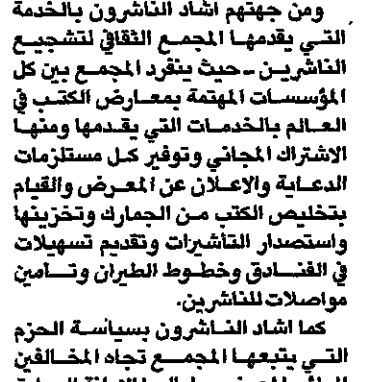 ومن جهتهم اشاد الناشرون بالخدمة
التي يقدمها المجمع الثقافي لتشجيع
الناشرين - حيث ينفرد المجمع بين كل
المؤسسات المهتمة بمعارض الكتب في
العالم بالخدمات التي يقدمها ومنها
الاشتراك المجاني وتوفير كل مستلزمات
الدعاية والاعلان عن المعرض والقيام
بتخليص الكتب من الجمارك وتخزينها
واستصدار التأشيرات وتقديم تسهيلات
في الفنادق وخطوط الطيران وتأمين
مواصلات للناشرين.
كما اشاد الناشرون بسياسة الحزم
التي يتبعها المجمع تجاه المخالفين